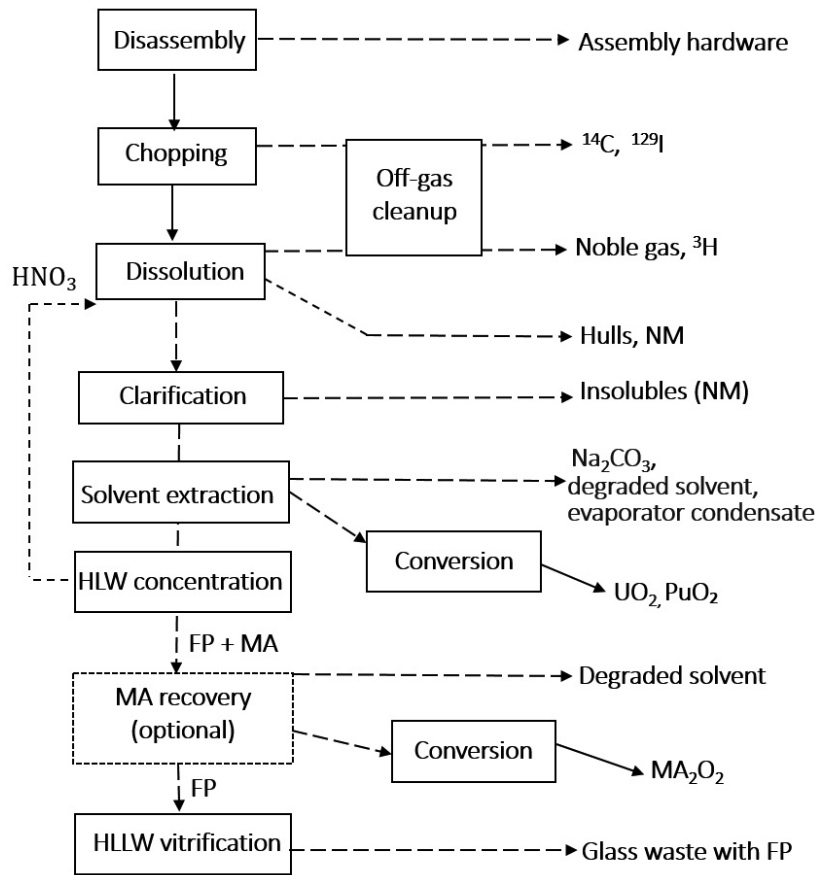 Disassembly
Assembly hardware
Chopping
¹⁴C, ¹²⁹I
Off-gas
cleanup
Dissolution
Noble gas, ³H
HNO₃
Hulls, NM
Clarification
Insolubles (NM)
Solvent extraction
Na₂CO₃,
degraded solvent,
evaporator condensate
Conversion
UO₂, PuO₂
HLW concentration
FP + MA
MA recovery
(optional)
Degraded solvent
Conversion
MA₂O₂
FP
HLLW vitrification
Glass waste with FP